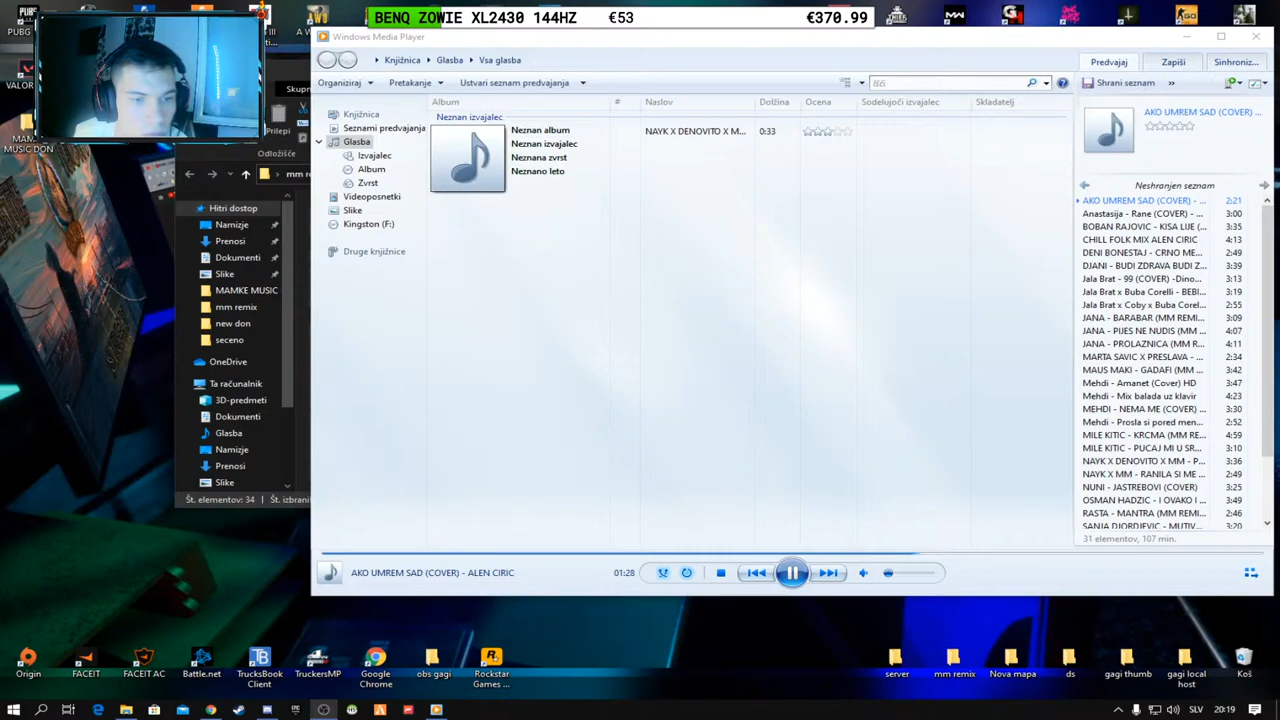 PUBG
BENQ ZOWIE XL2430 144HZ €53 €370.99
Windows Media Player
Knjižnica Glasba Vsa glasba
Organiziraj Pretakanje Ustvari seznam predvajanja
Išči
Predvajaj Zapiši Sinhroniz...
Shrani seznam »
Album # Naslov Dolžina Ocena Sodelujoči izvajalec Skladatelj
Neznan izvajalec
Neznan album
Neznan izvajalec
Neznana zvrst
Neznano leto
NAYK X DENOVITO X M... 0:33
Knjižnica
Seznami predvajanja
Glasba
Izvajalec
Album
Zvrst
Videoposnetki
Slike
Kingston (F:)
Druge knjižnice
VALOR
MUSIC DON
Skupn
Prilepi
Odložišče
mm re
Hitri dostop
Namizje
Prenosi
Dokumenti
Slike
MAMKE MUSIC
mm remix
new don
seceno
OneDrive
Ta računalnik
3D-predmeti
Dokumenti
Glasba
Namizje
Prenosi
Slike
Št. elementov: 34 Št. izbrani
AKO UMREM SAD (COVER) - ...
Neshranjen seznam
AKO UMREM SAD (COVER) - ... 2:21
Anastasija - Rane (COVER) - ... 3:00
BOBAN RAJOVIC - KISA LIJE (... 3:35
CHILL FOLK MIX ALEN CIRIC 4:13
DENI BONESTAJ - CRNO ME... 2:49
DJANI - BUDI ZDRAVA BUDI Z... 3:39
Jala Brat - 99 (COVER) -Dino... 3:13
Jala Brat x Buba Corelli - BEBI... 3:19
Jala Brat x Coby x Buba Corel... 2:55
JANA - BARABAR (MM REMI... 3:09
JANA - PIJES NE NUDIS (MM ... 4:07
JANA - PROLAZNICA (MM R... 4:11
MARTA SAVIC X PRESLAVA - ... 2:34
MAUS MAKI - GADAFI (MM ... 3:26
Mehdi - Amanet (Cover) HD 3:47
Mehdi - Mix balada uz klavir 4:23
MEHDI - NEMA ME (COVER) ... 3:30
Mehdi - Prosla si pored men... 2:52
MILE KITIC - KRCMA (MM RE... 4:59
MILE KITIC - PUCAJ MI U SR... 3:10
NAYK X DENOVITO X MM - P... 3:36
NAYK X MM - RANILA SI ME ... 2:49
NUNI - JASTREBOVI (COVER) 3:25
OSMAN HADZIC - I OVAKO I ... 3:49
RASTA - MANTRA (MM REMI... 2:46
SANJA DJORDJEVIC - MUTIV... 3:20
31 elementov, 107 min.
AKO UMREM SAD (COVER) - ALEN CIRIC 01:28
Origin
FACEIT
FACEIT AC
Battle.net
TrucksBook Client
TruckersMP
Google Chrome
obs gagi
Rockstar Games ...
server
mm remix
Nova mapa
ds
gagi thumb
gagi local host
Koš
SLV 20:19